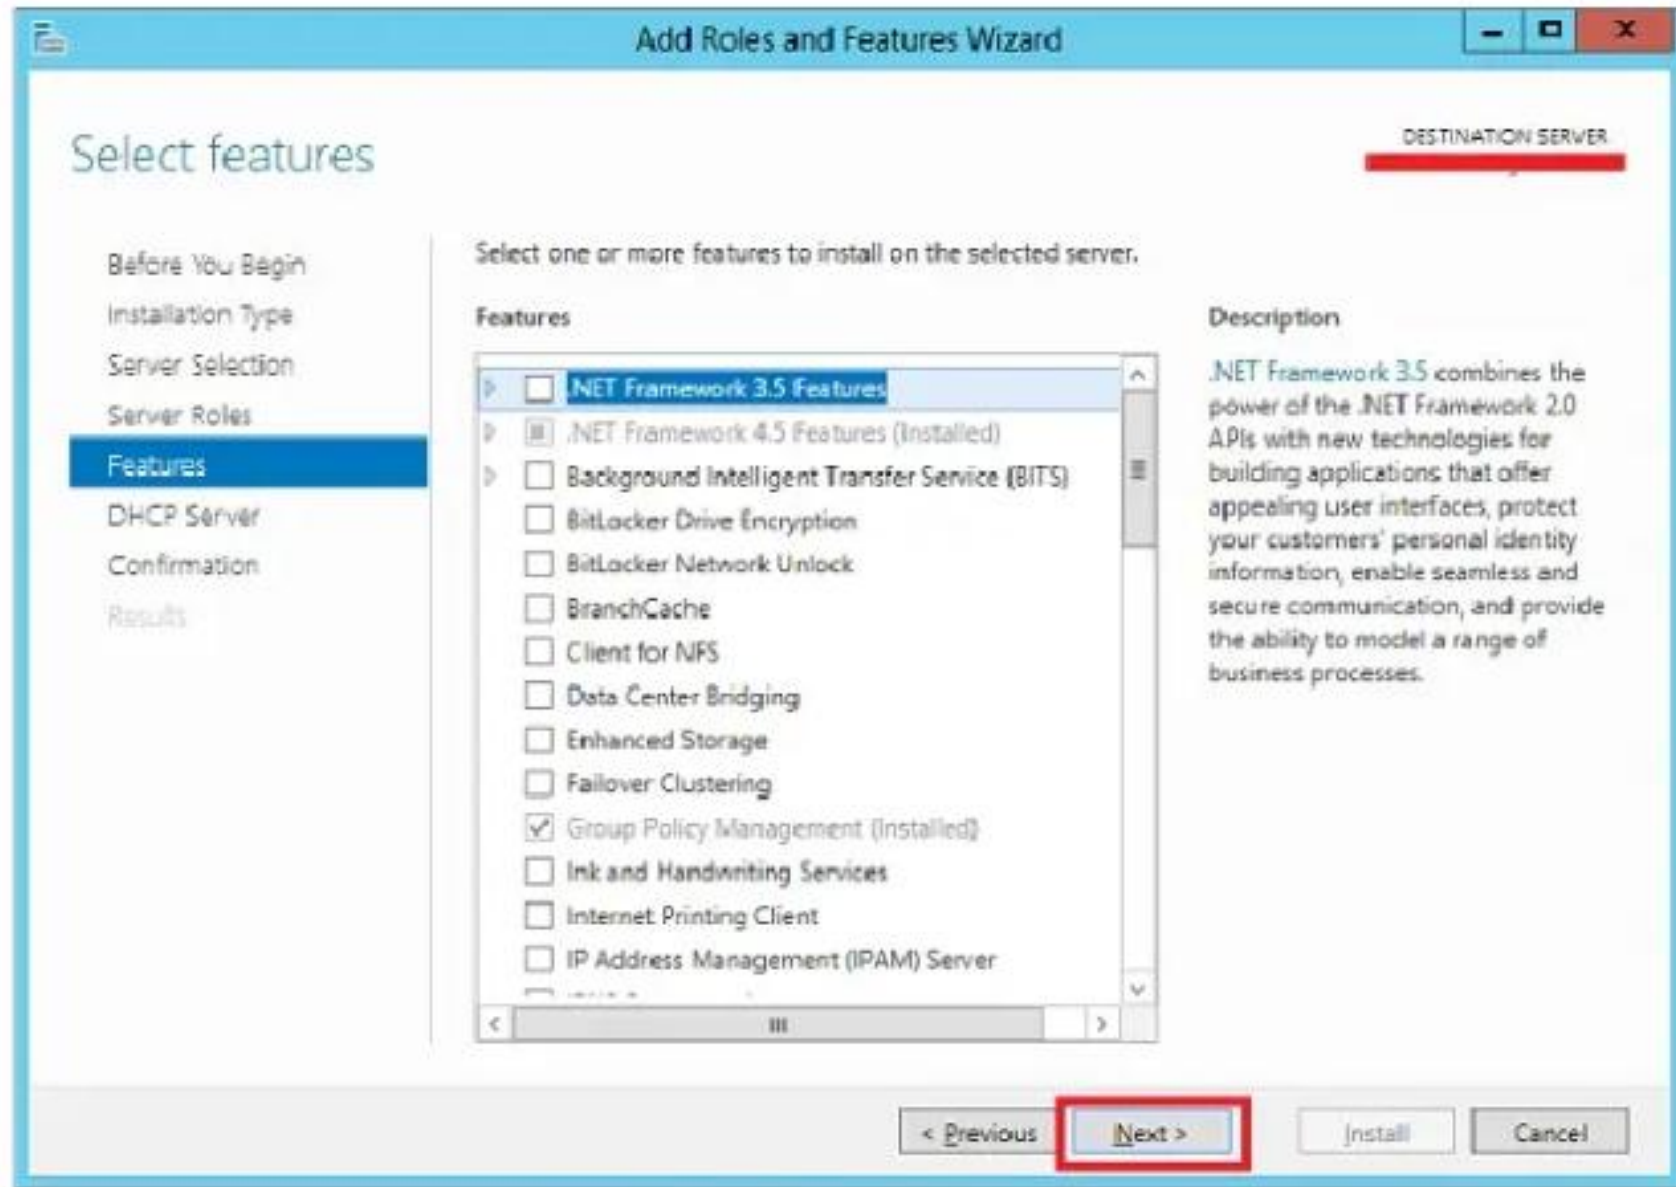 Add Roles and Features Wizard
Select features
DESTINATION SERVER
Before You Begin
Installation Type
Server Selection
Server Roles
Features
DHCP Server
Confirmation
Results
Select one or more features to install on the selected server.
Features
.NET Framework 3.5 Features
.NET Framework 4.5 Features (Installed)
Background Intelligent Transfer Service (BITS)
BitLocker Drive Encryption
BitLocker Network Unlock
BranchCache
Client for NFS
Data Center Bridging
Enhanced Storage
Failover Clustering
Group Policy Management (Installed)
Ink and Handwriting Services
Internet Printing Client
IP Address Management (IPAM) Server
Description
.NET Framework 3.5 combines the
power of the .NET Framework 2.0
APIs with new technologies for
building applications that offer
appealing user interfaces, protect
your customers' personal identity
information, enable seamless and
secure communication, and provide
the ability to model a range of
business processes.
< Previous
Next >
Install
Cancel